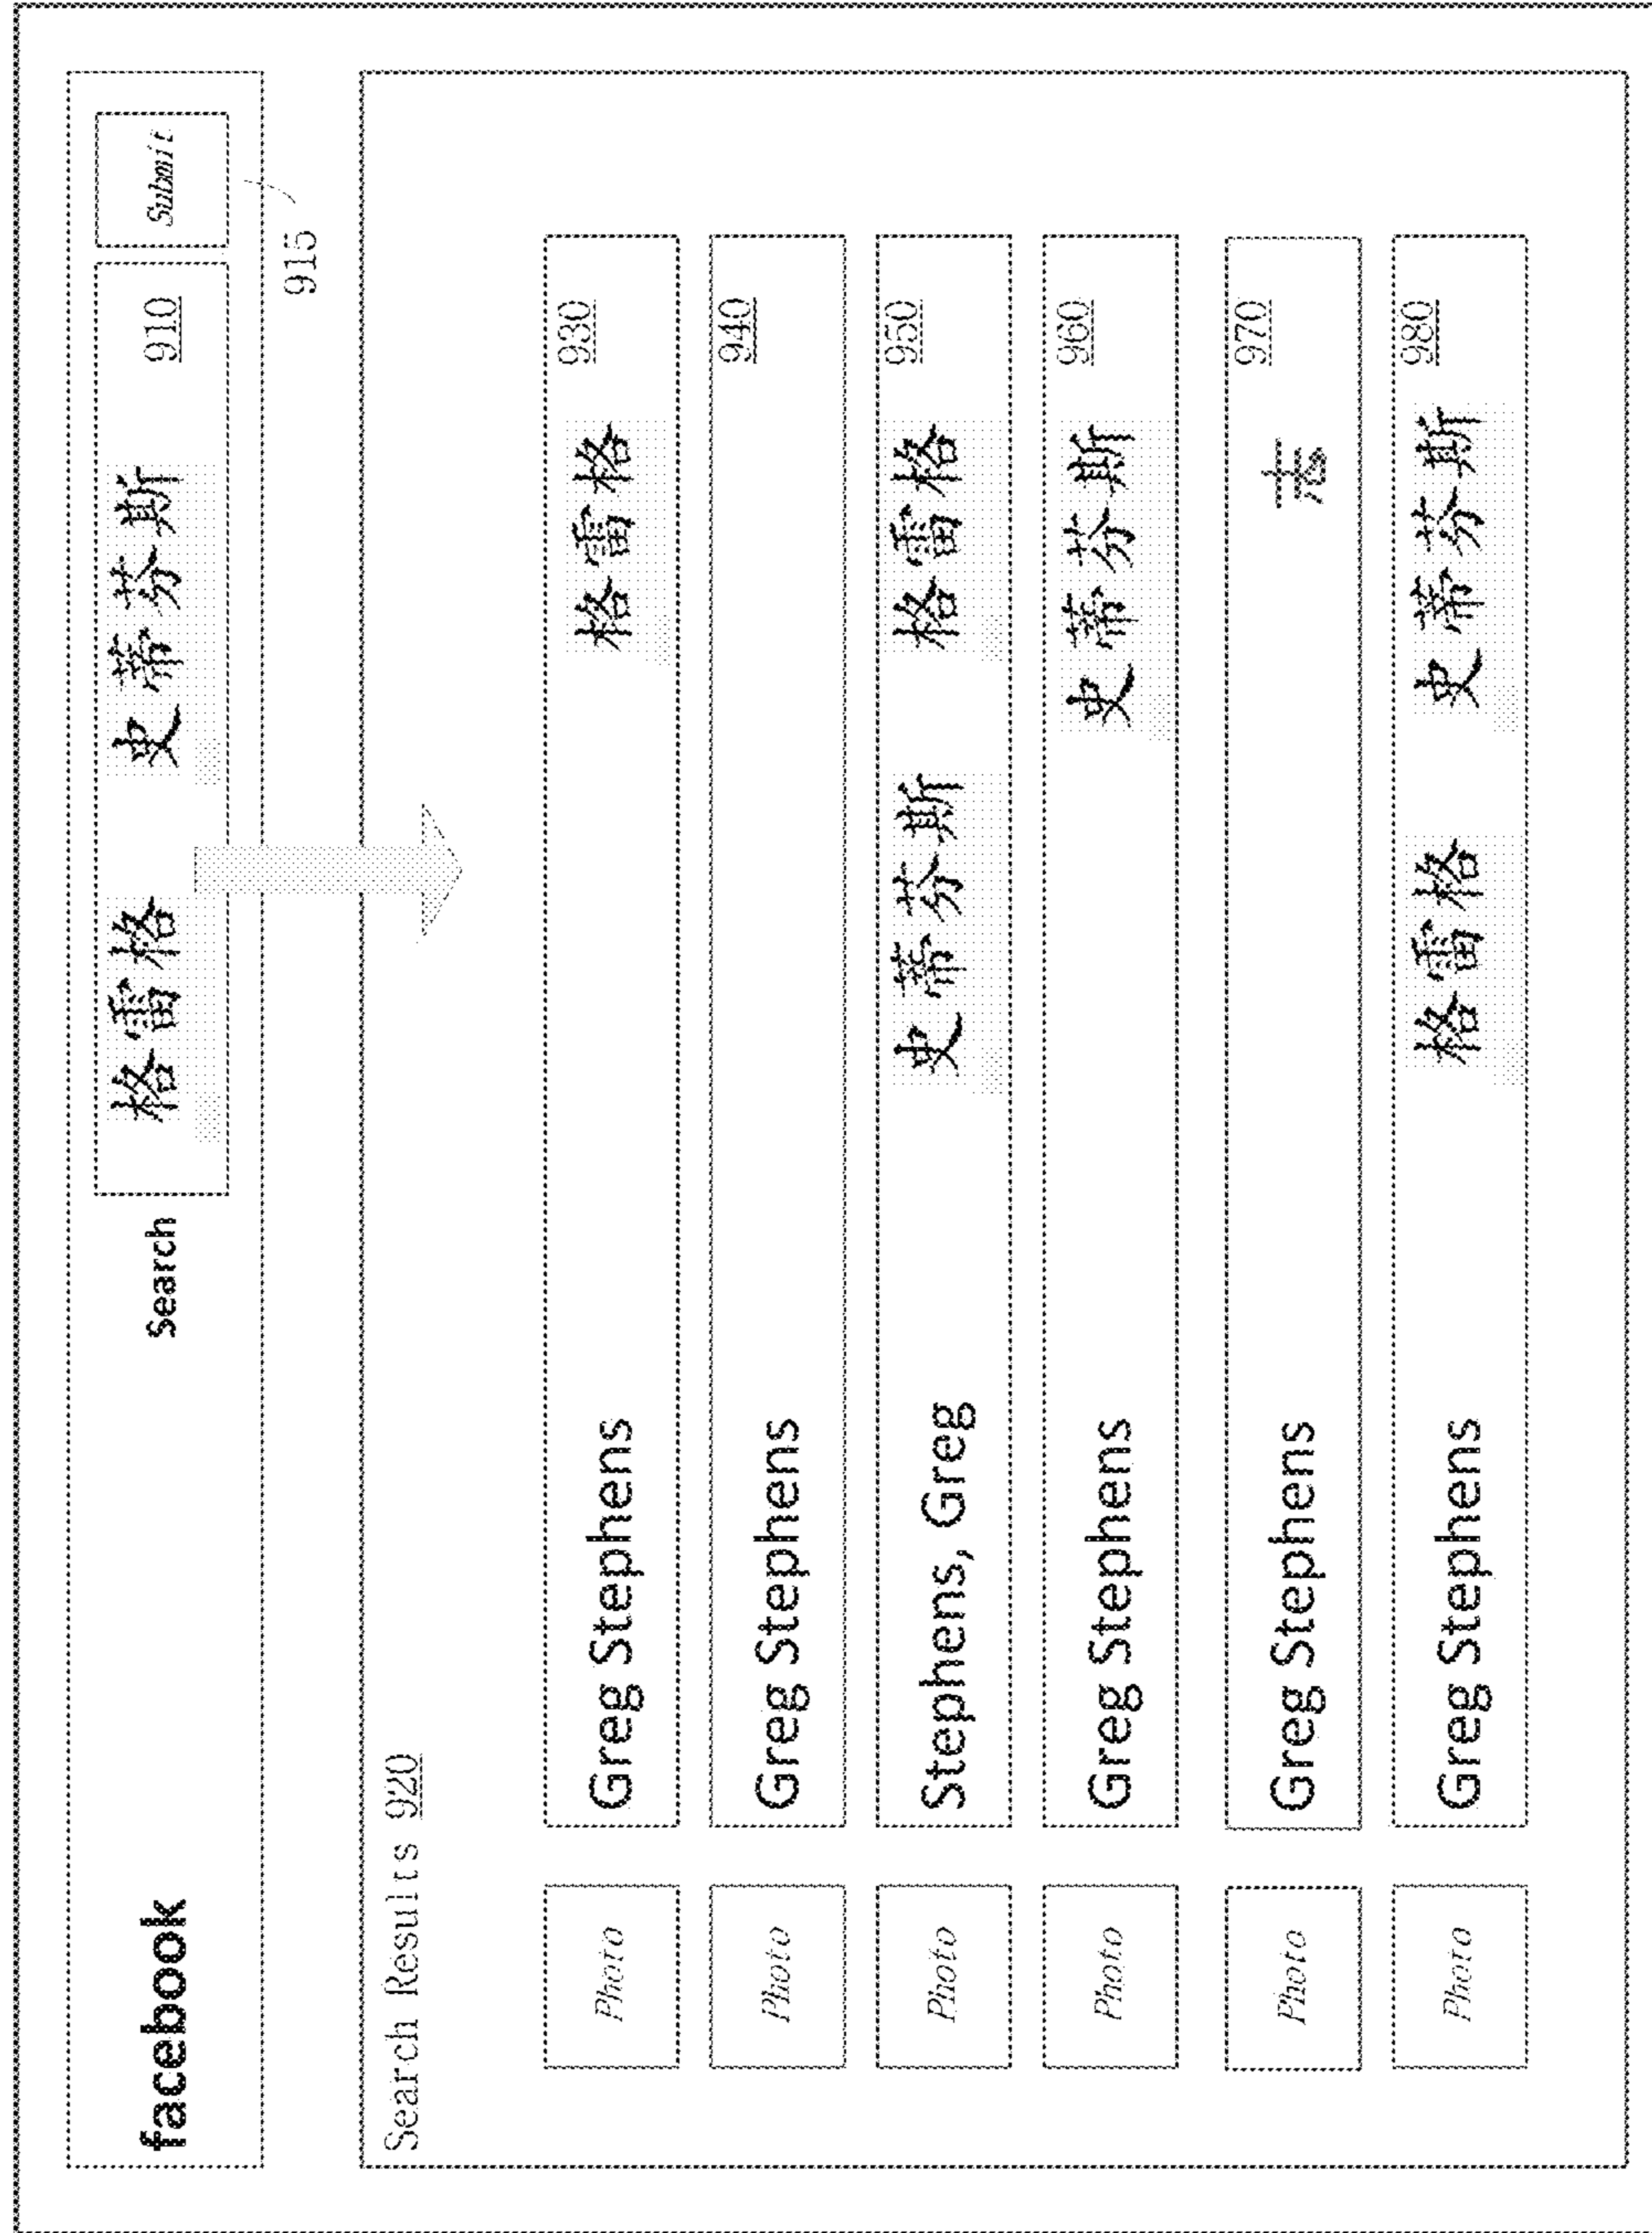 facebook Search 格雷格 史蒂芬斯 910 Submit
915
Search Results 920
Photo Greg Stephens 格雷格 930
Photo Greg Stephens 940
Photo Stephens, Greg 史蒂芬斯 格雷格 950
Photo Greg Stephens 史蒂芬斯 960
Photo Greg Stephens 970
Photo Greg Stephens 格雷格 史蒂芬斯 980